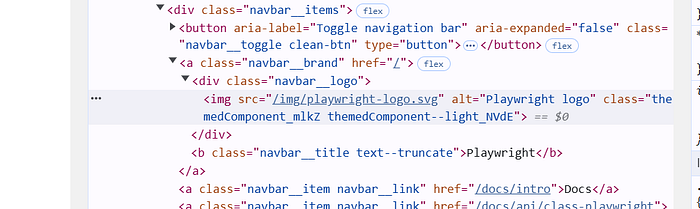 <div class="navbar__items"> flex
<button aria-label="Toggle navigation bar" aria-expanded="false" class=
"navbar__toggle clean-btn" type="button"> ⋯ </button> flex
<a class="navbar__brand" href="/"> flex
<div class="navbar__logo">
<img src="/img/playwright-logo.svg" alt="Playwright logo" class="the
medComponent_mlkZ themedComponent--light_NVdE"> == $0
</div>
<b class="navbar__title text--truncate">Playwright</b>
</a>
<a class="navbar__item navbar__link" href="/docs/intro">Docs</a>
<a class="navbar__item navbar__link" href="/docs/api/class-playwright">